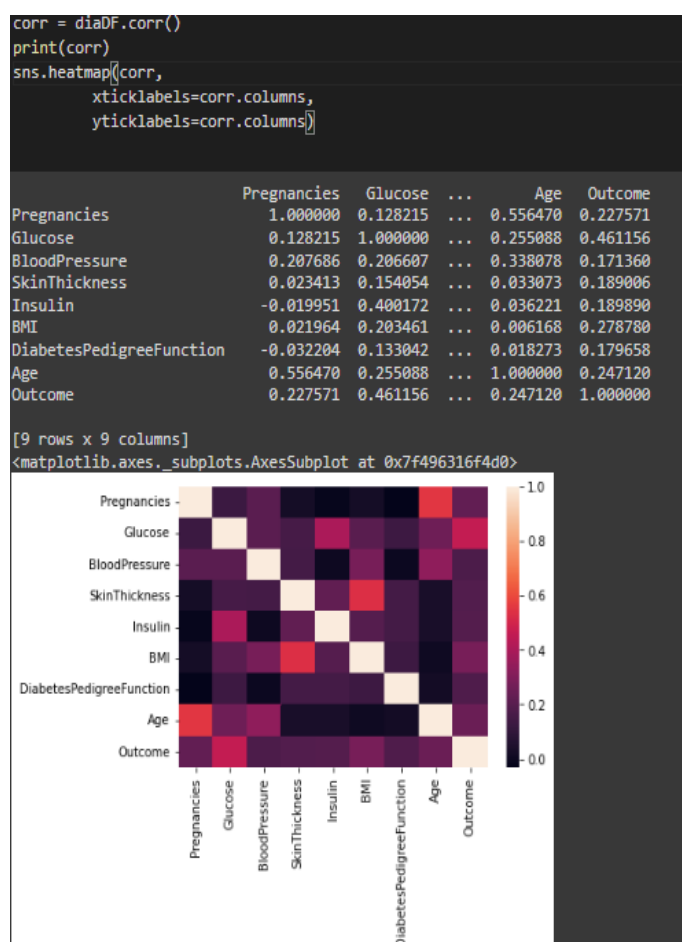 corr = diaDF.corr()
print(corr)
sns.heatmap(corr,
        xticklabels=corr.columns,
        yticklabels=corr.columns)
                          Pregnancies   Glucose  ...       Age   Outcome
Pregnancies                  1.000000  0.128215  ...  0.556470  0.227571
Glucose                      0.128215  1.000000  ...  0.255088  0.461156
BloodPressure                0.207686  0.206607  ...  0.338078  0.171360
SkinThickness                0.023413  0.154054  ...  0.033073  0.189006
Insulin                     -0.019951  0.400172  ...  0.036221  0.189890
BMI                          0.021964  0.203461  ...  0.006168  0.278780
DiabetesPedigreeFunction    -0.032204  0.133042  ...  0.018273  0.179658
Age                          0.556470  0.255088  ...  1.000000  0.247120
Outcome                      0.227571  0.461156  ...  0.247120  1.000000
[9 rows x 9 columns]
<matplotlib.axes._subplots.AxesSubplot at 0x7f496316f4d0>
Pregnancies
Glucose
BloodPressure
SkinThickness
Insulin
BMI
DiabetesPedigreeFunction
Age
Outcome
1.0
0.8
0.6
0.4
0.2
0.0
Pregnancies
Glucose
BloodPressure
SkinThickness
Insulin
BMI
DiabetesPedigreeFunction
Age
Outcome